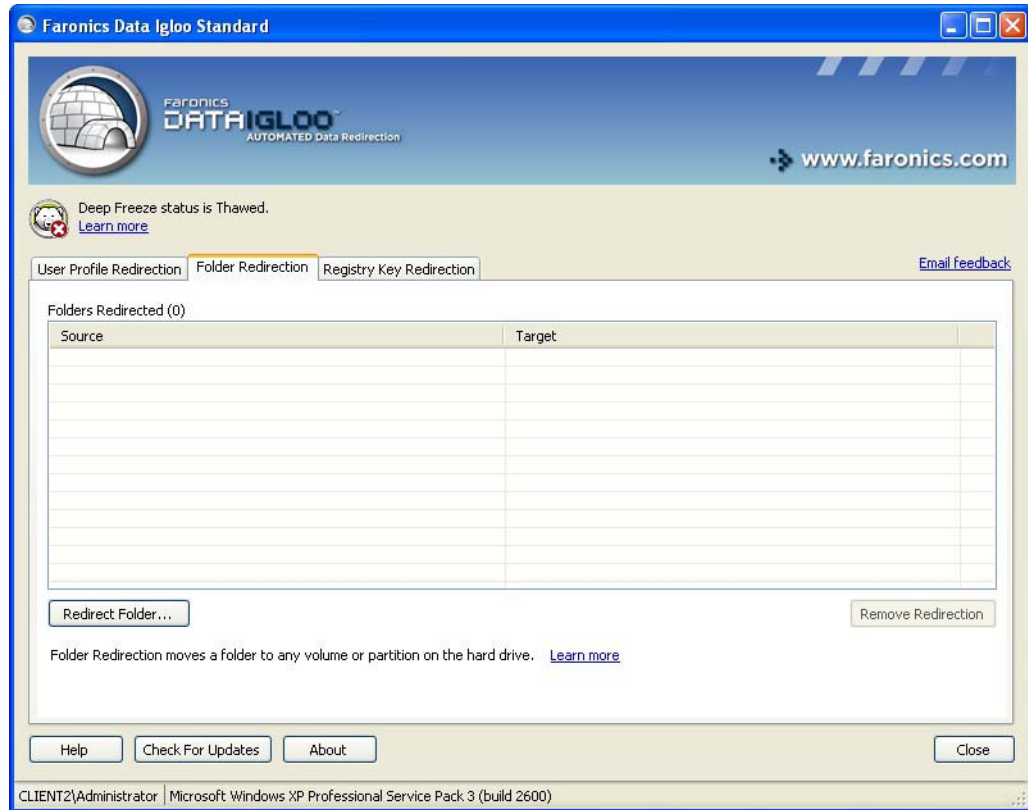 Faronics Data Igloo Standard
Faronics
DATAIGLOO™
AUTOMATED Data Redirection
www.faronics.com
Deep Freeze status is Thawed.
Learn more
User Profile Redirection
Folder Redirection
Registry Key Redirection
Email feedback
Folders Redirected (0)
Source
Target
Redirect Folder...
Remove Redirection
Folder Redirection moves a folder to any volume or partition on the hard drive. Learn more
Help
Check For Updates
About
Close
CLIENT2\Administrator
Microsoft Windows XP Professional Service Pack 3 (build 2600)